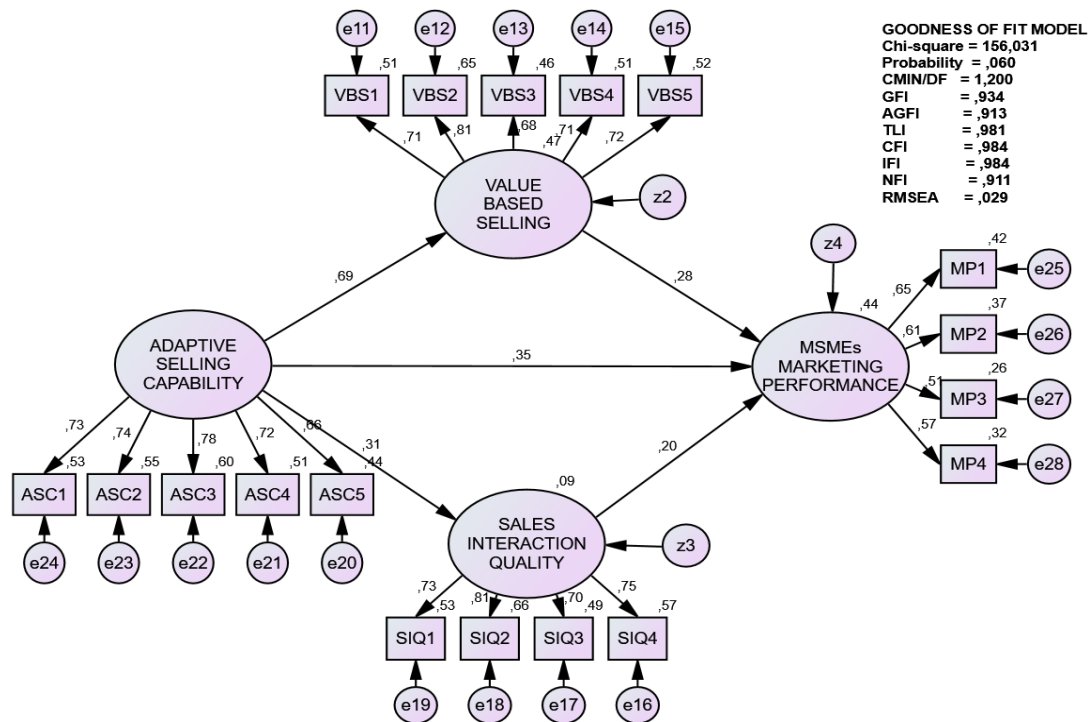 e11 e12 e13 e14 e15
,51 ,65 ,46 ,51 ,52
VBS1 VBS2 VBS3 VBS4 VBS5
,71 ,81 ,68 ,71 ,72
,47
VALUE
BASED
SELLING
z2
GOODNESS OF FIT MODEL
Chi-square = 156,031
Probability = ,060
CMIN/DF = 1,200
GFI = ,934
AGFI = ,913
TLI = ,981
CFI = ,984
IFI = ,984
NFI = ,911
RMSEA = ,029
,69
,28
z4
,44
ADAPTIVE
SELLING
CAPABILITY
,35
MSMEs
MARKETING
PERFORMANCE
,42
,65 MP1 e25
,37
,61 MP2 e26
,26
,51 MP3 e27
,32
,57 MP4 e28
,73 ,74 ,78 ,72 ,66
,53 ,55 ,60 ,51 ,44
ASC1 ASC2 ASC3 ASC4 ASC5
e24 e23 e22 e21 e20
,31
,20
,09
SALES
INTERACTION
QUALITY
z3
,73 ,81 ,70 ,75
,53 ,66 ,49 ,57
SIQ1 SIQ2 SIQ3 SIQ4
e19 e18 e17 e16